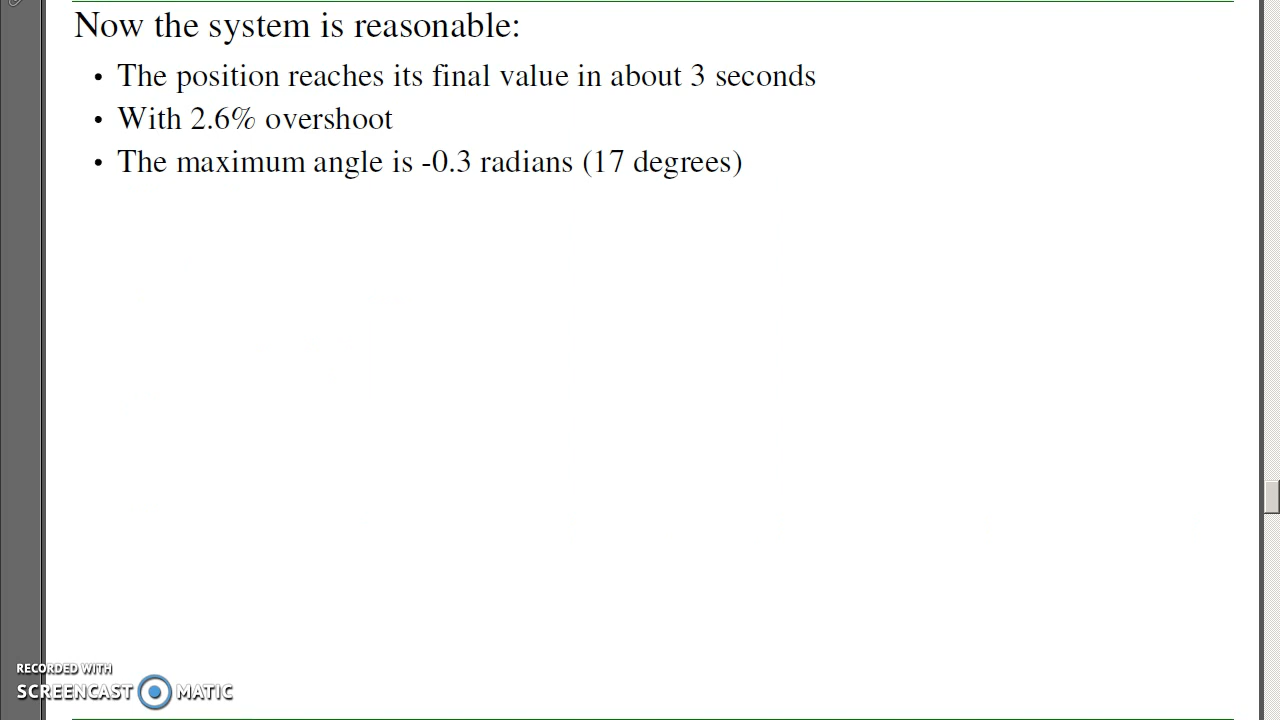 Now the system is reasonable:
• The position reaches its final value in about 3 seconds
• With 2.6% overshoot
• The maximum angle is -0.3 radians (17 degrees)
RECORDED WITH
SCREENCAST MATIC